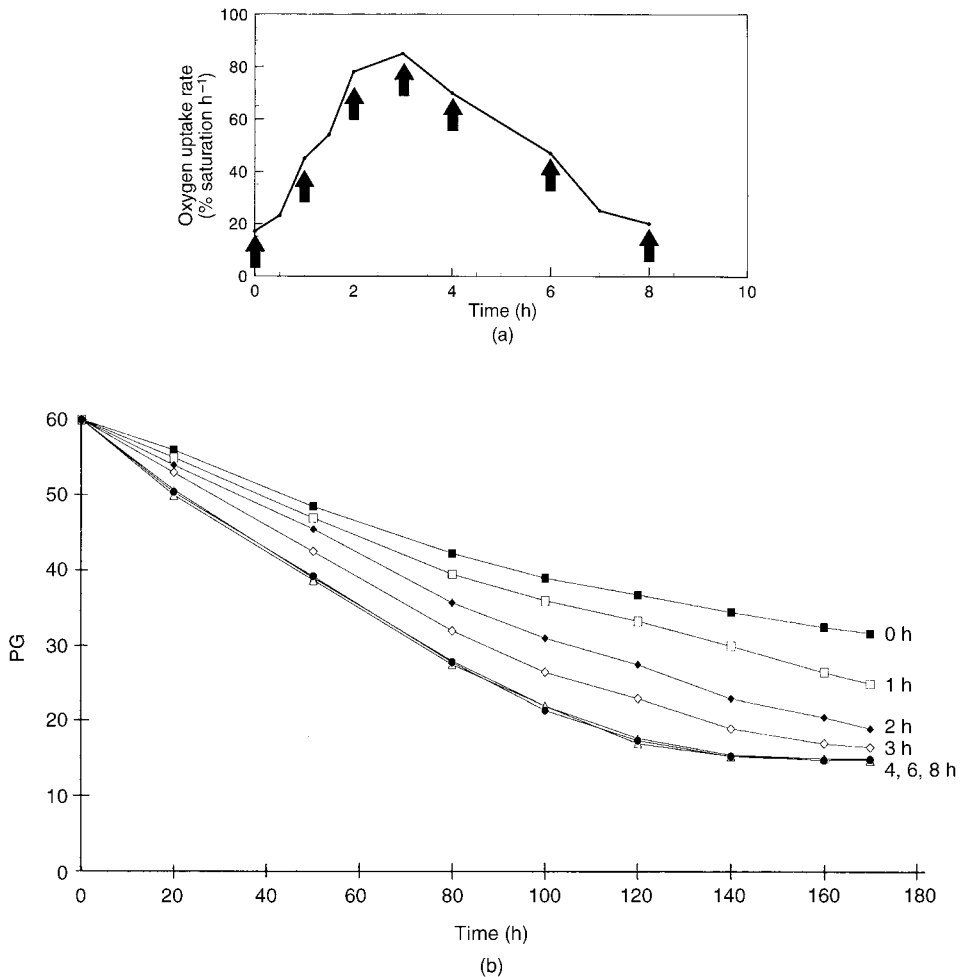 100
80
60
40
20
0
Oxygen uptake rate
(% saturation h⁻¹)
0 2 4 6 8 10
Time (h)
(a)
60
50
40
30
20
10
0
PG
0 h
1 h
2 h
3 h
4, 6, 8 h
0 20 40 60 80 100 120 140 160 180
Time (h)
(b)